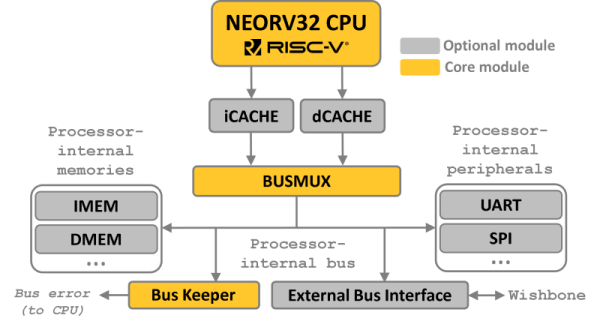 NEORV32 CPU
RISC-V®
Optional module
Core module
iCACHE
dCACHE
Processor-
internal
memories
Processor-
internal
peripherals
BUSMUX
IMEM
DMEM
...
UART
SPI
...
Processor-
internal bus
Bus error
(to CPU)
Bus Keeper
External Bus Interface
Wishbone